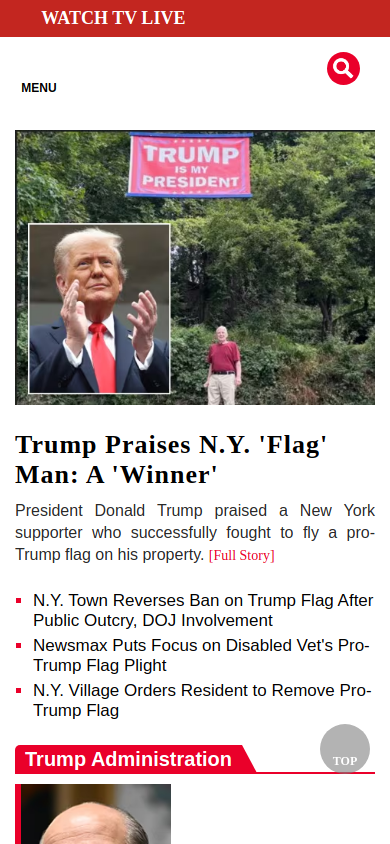 WATCH TV LIVE
MENU
TRUMP
IS MY
PRESIDENT
Trump Praises N.Y. 'Flag'
Man: A 'Winner'
President Donald Trump praised a New York
supporter who successfully fought to fly a pro-
Trump flag on his property. [Full Story]
N.Y. Town Reverses Ban on Trump Flag After
Public Outcry, DOJ Involvement
Newsmax Puts Focus on Disabled Vet's Pro-
Trump Flag Plight
N.Y. Village Orders Resident to Remove Pro-
Trump Flag
TOP
Trump Administration